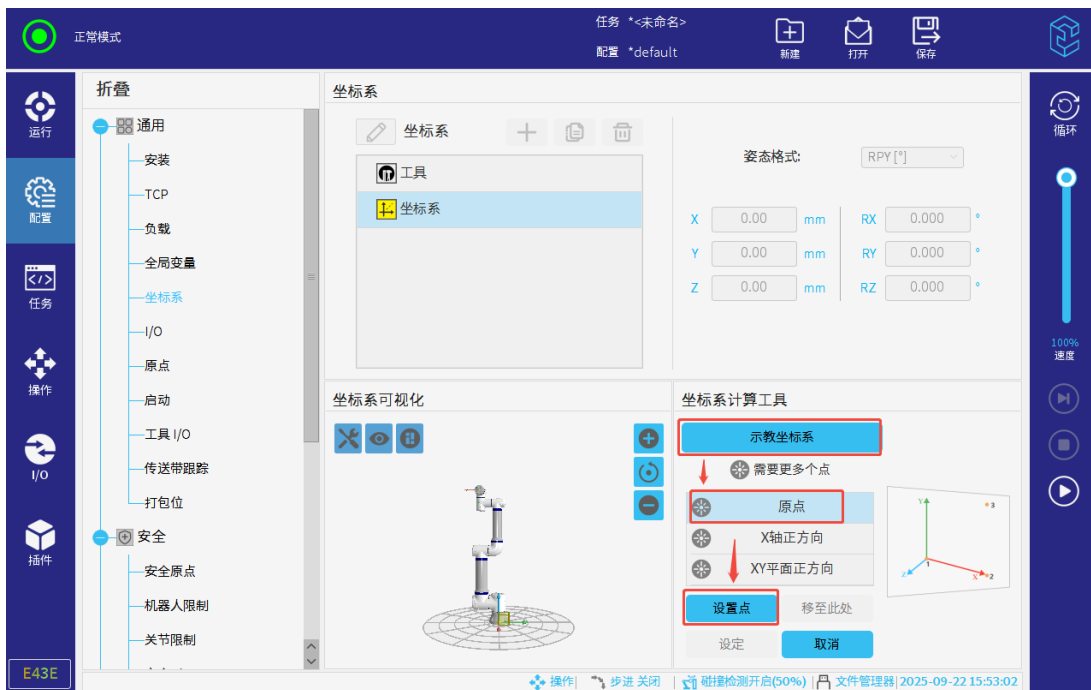 正常模式
任务 *<未命名>
配置 *default
新建
打开
保存
运行
配置
任务
操作
I/O
插件
E43E
折叠
通用
安装
TCP
负载
全局变量
坐标系
I/O
原点
启动
工具 I/O
传送带跟踪
打包位
安全
安全原点
机器人限制
关节限制
坐标系
坐标系
工具
坐标系
姿态格式:
RPY[°]
X 0.00 mm RX 0.000 °
Y 0.00 mm RY 0.000 °
Z 0.00 mm RZ 0.000 °
坐标系可视化
坐标系计算工具
示教坐标系
需要更多个点
原点
X轴正方向
XY平面正方向
Y
3
1
Z
X
2
设置点
移至此处
设定
取消
循环
100%
速度
操作
步进 关闭
碰撞检测开启(50%)
文件管理器
2025-09-22 15:53:02